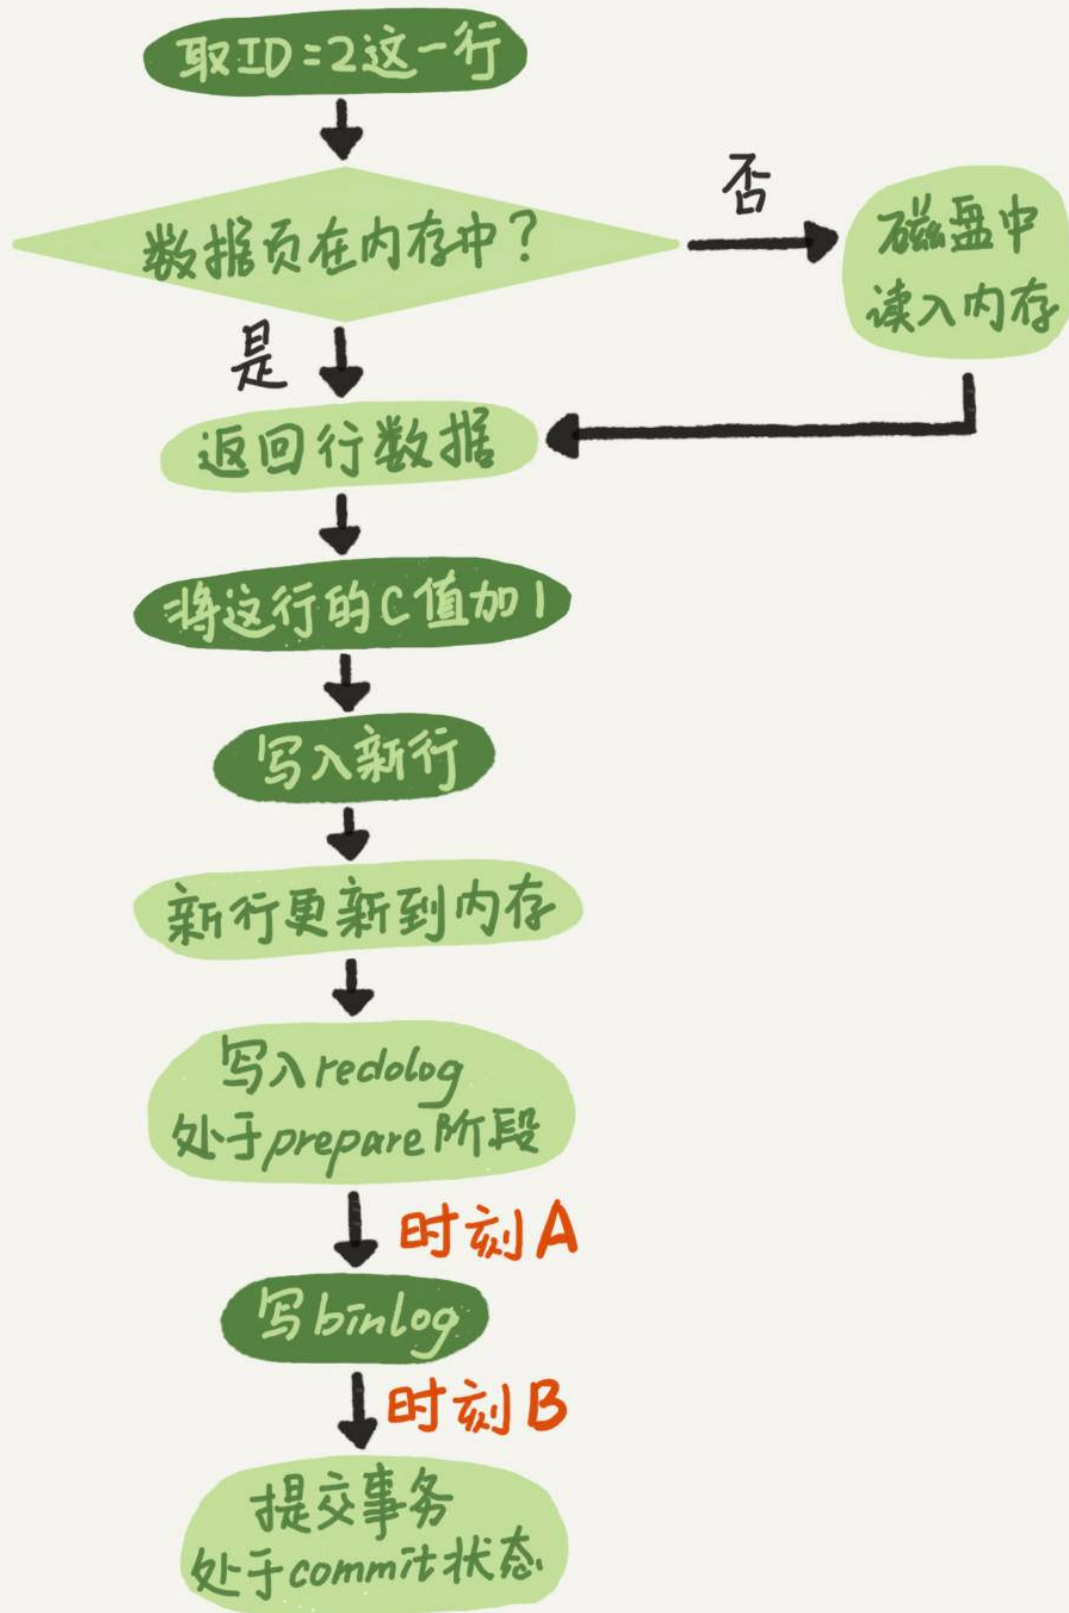 取ID=2这一行
数据页在内存中？
否
磁盘中
读入内存
是
返回行数据
将这行的C值加1
写入新行
新行更新到内存
写入redolog
处于prepare阶段
时刻A
写binlog
时刻B
提交事务
处于commit状态